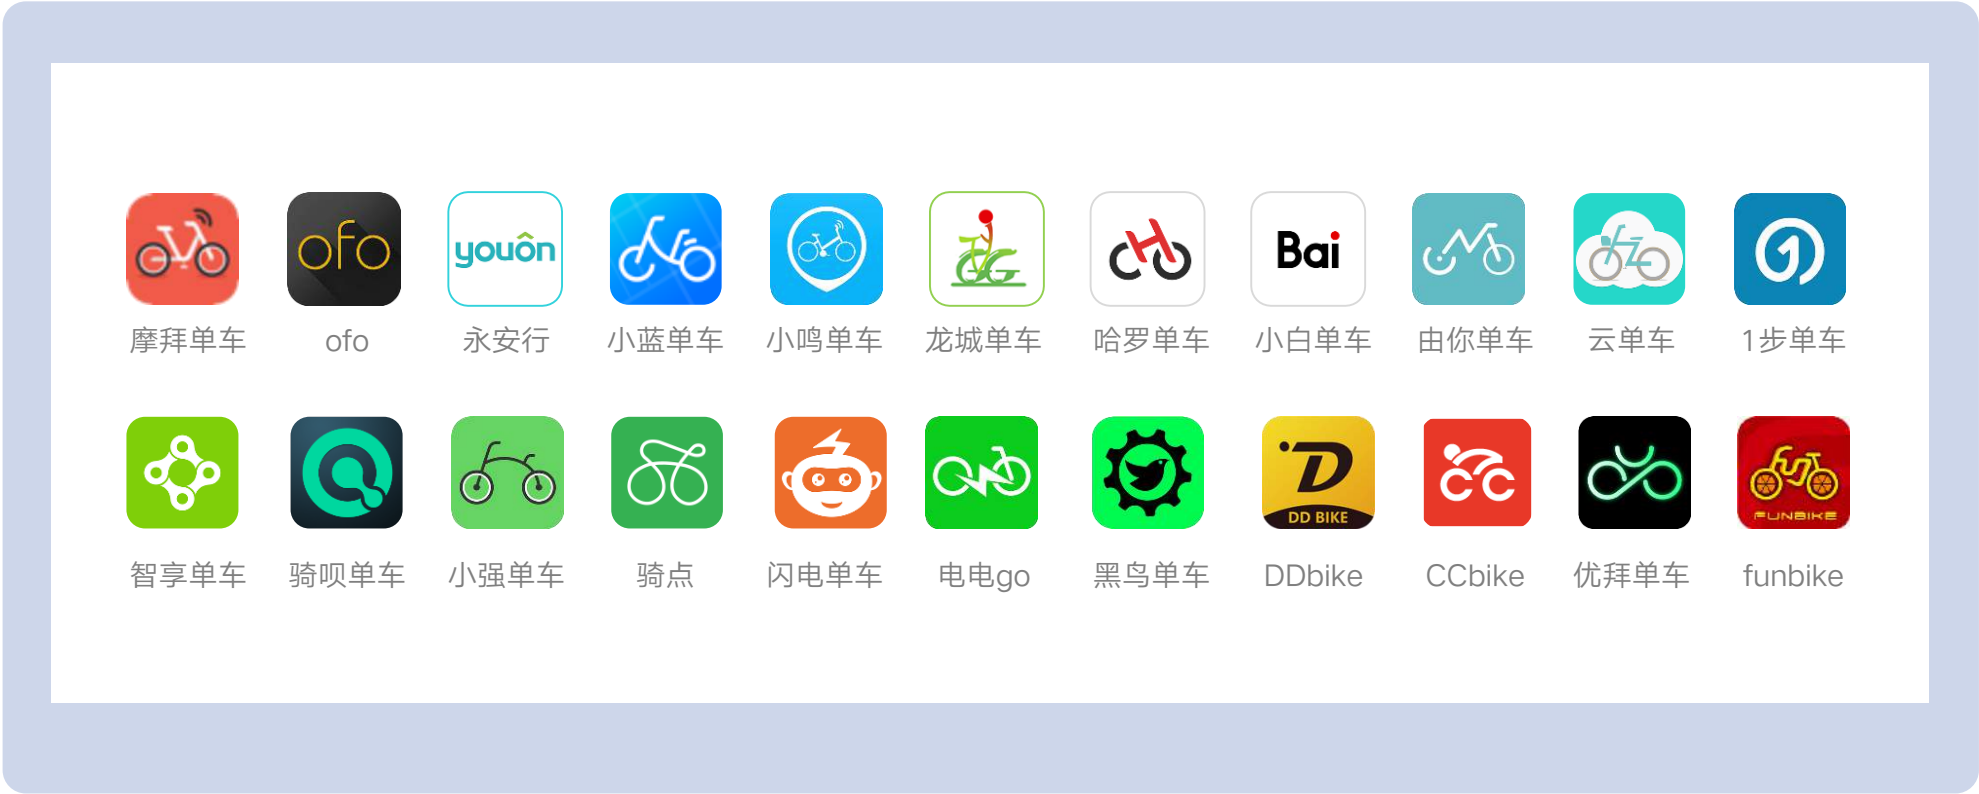 ofo
youôn
Bai
摩拜单车
ofo
永安行
小蓝单车
小鸣单车
龙城单车
哈罗单车
小白单车
由你单车
云单车
1步单车
D
DD BIKE
FUNBIKE
智享单车
骑呗单车
小强单车
骑点
闪电单车
电电go
黑鸟单车
DDbike
CCbike
优拜单车
funbike